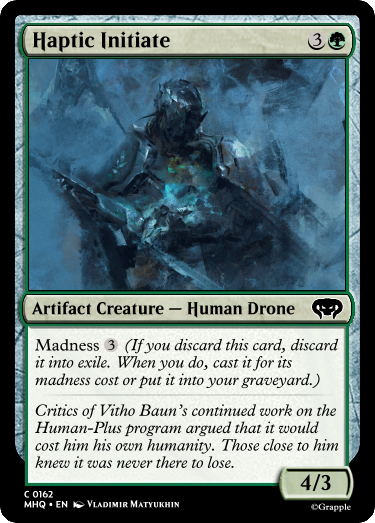 Haptic Initiate 3
Artifact Creature — Human Drone
Madness 3 (If you discard this card, discard
it into exile. When you do, cast it for its
madness cost or put it into your graveyard.)
Critics of Vitho Baun's continued work on the
Human-Plus program argued that it would
cost him his own humanity. Those close to him
knew it was never there to lose.
4/3
C 0162
MHQ • EN Vladimir Matyukhin
©Grapple